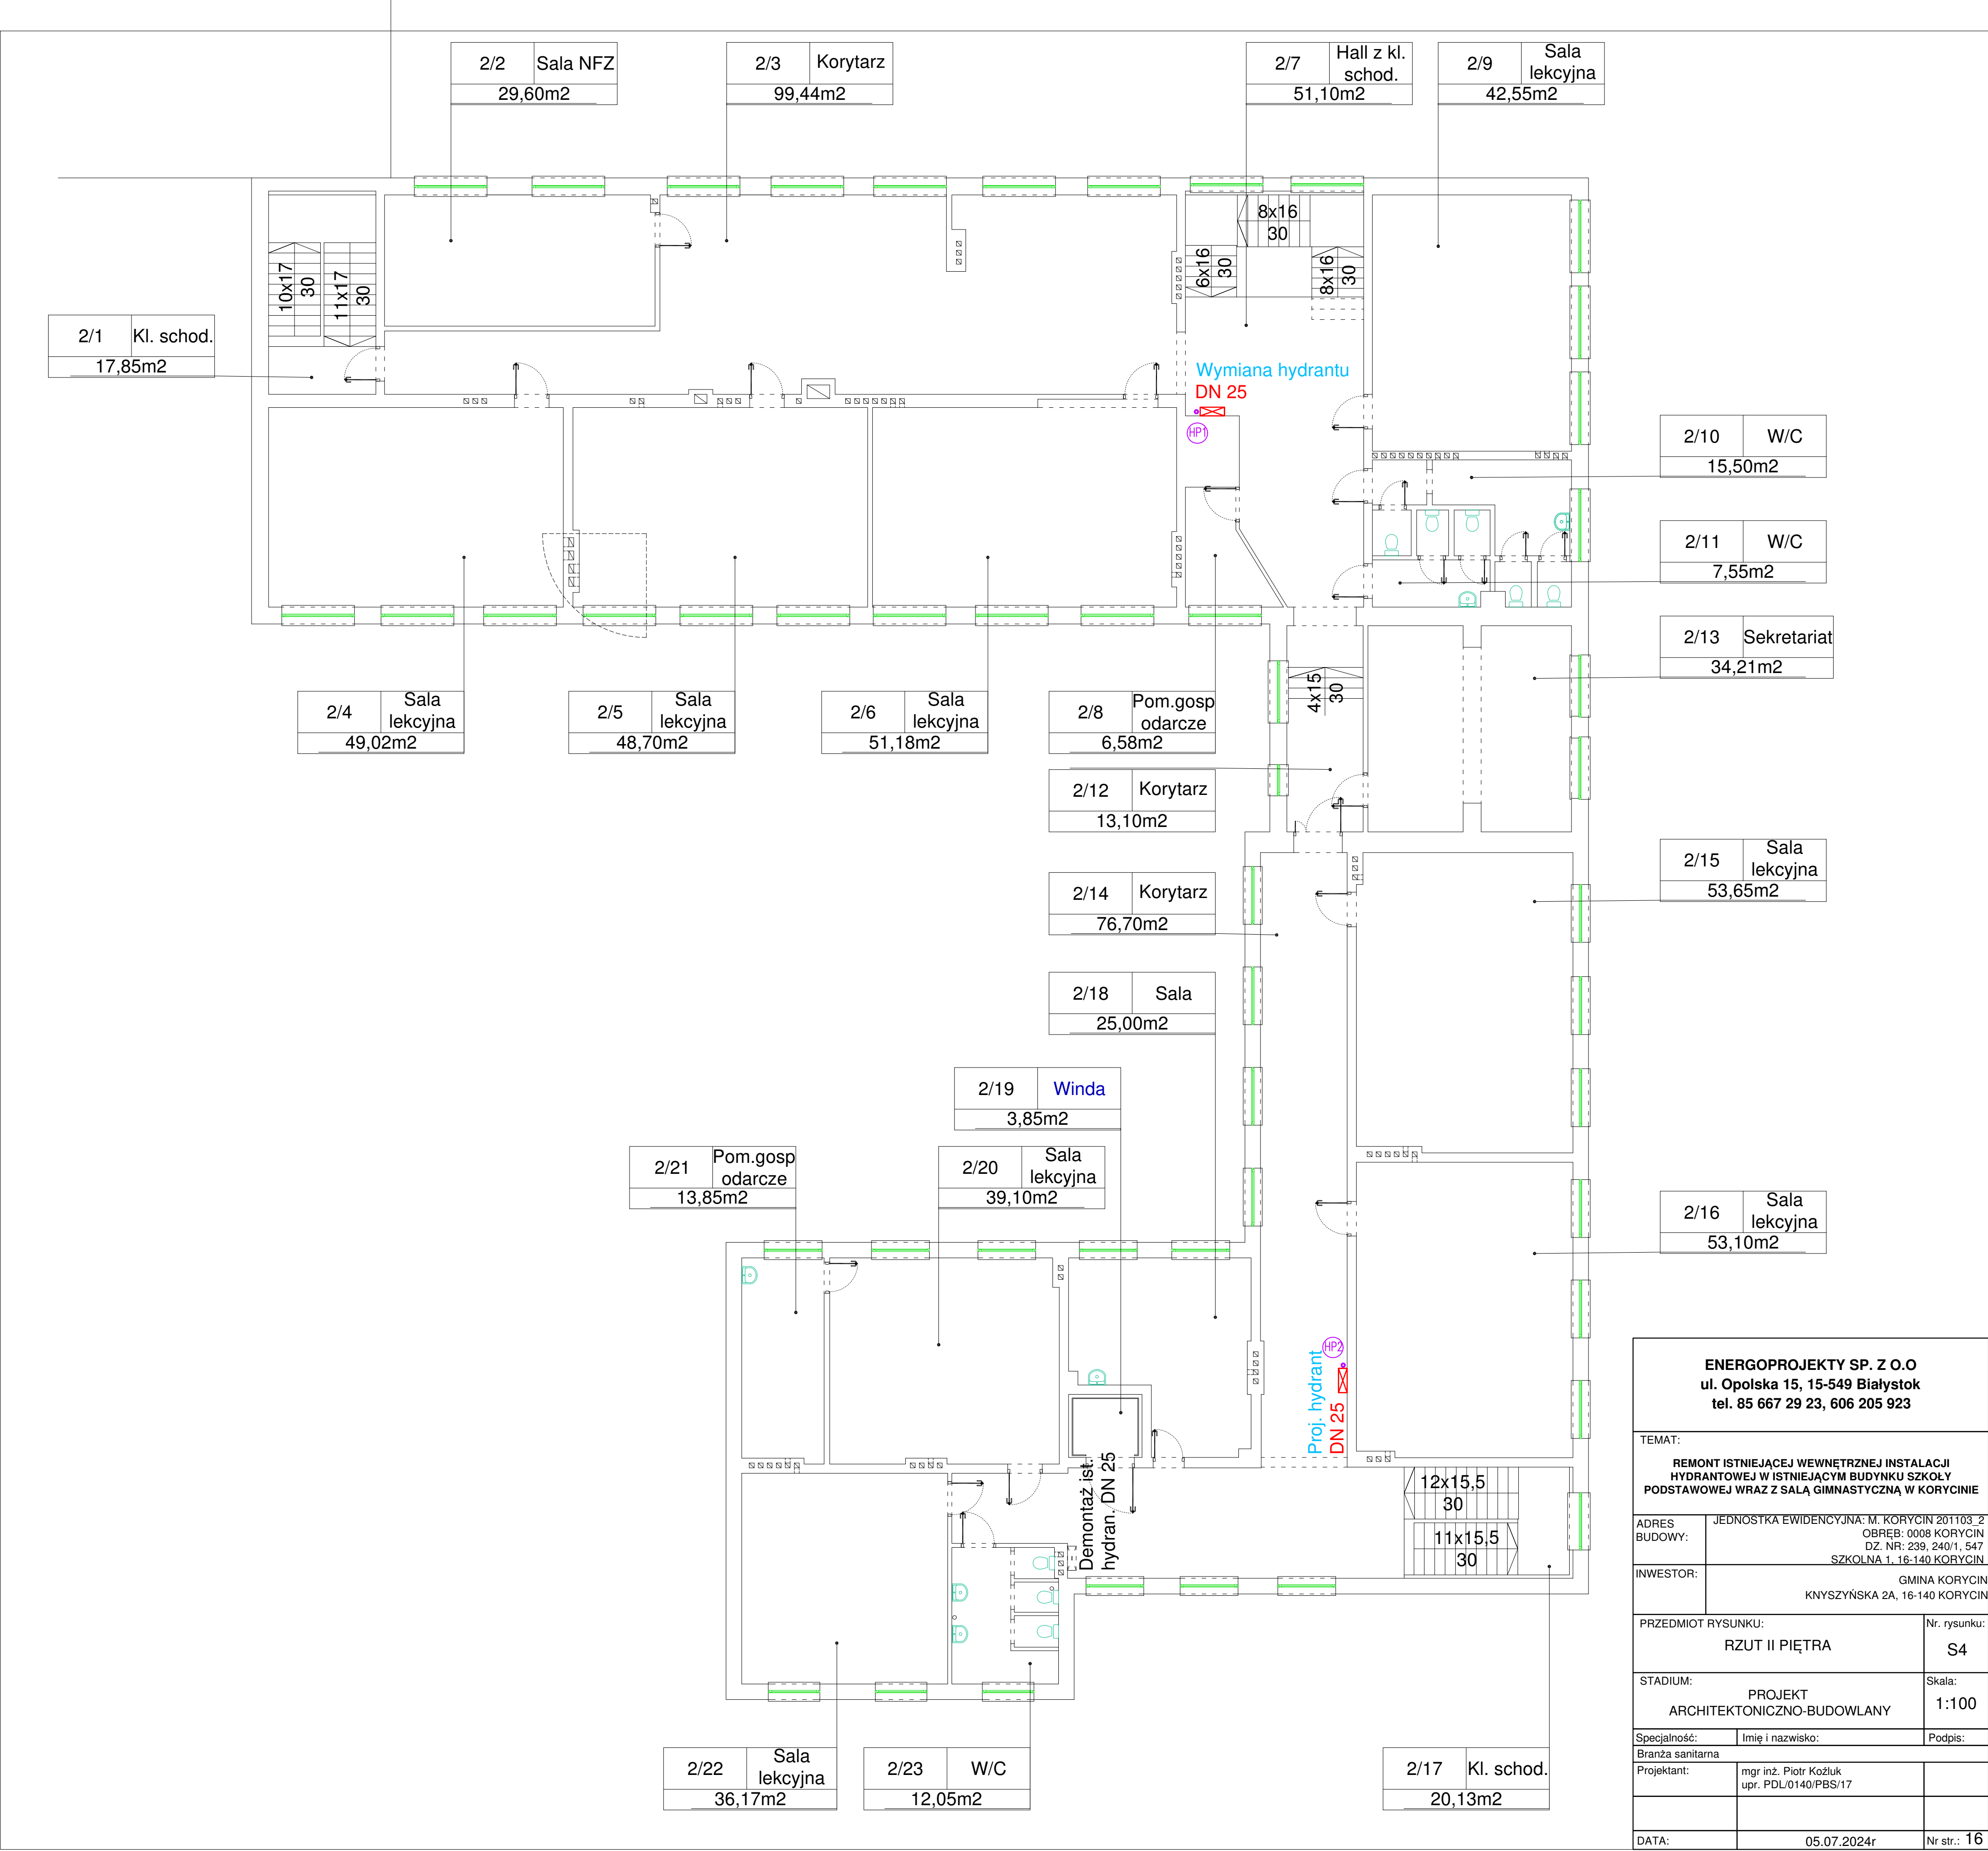 2/2 Sala NFZ
29,60m2
2/3 Korytarz
99,44m2
2/7 Hall z kl.
schod.
51,10m2
2/9 Sala
lekcyjna
42,55m2
10x17
30
11x17
30
8x16
30
6x16
30
8x16
30
2/1 Kl. schod.
17,85m2
Wymiana hydrantu
DN 25
HP1
2/10 W/C
15,50m2
2/11 W/C
7,55m2
2/13 Sekretariat
34,21m2
4x15
30
2/4 Sala
lekcyjna
49,02m2
2/5 Sala
lekcyjna
48,70m2
2/6 Sala
lekcyjna
51,18m2
2/8 Pom.gosp
odarcze
6,58m2
2/12 Korytarz
13,10m2
2/14 Korytarz
76,70m2
2/15 Sala
lekcyjna
53,65m2
2/18 Sala
25,00m2
2/19 Winda
3,85m2
2/21 Pom.gosp
odarcze
13,85m2
2/20 Sala
lekcyjna
39,10m2
2/16 Sala
lekcyjna
53,10m2
HP2
Proj. hydrant
DN 25
Demontaż ist.
hydran. DN 25
12x15,5
30
11x15,5
30
2/22 Sala
lekcyjna
36,17m2
2/23 W/C
12,05m2
2/17 Kl. schod.
20,13m2
ENERGOPROJEKTY SP. Z O.O
ul. Opolska 15, 15-549 Białystok
tel. 85 667 29 23, 606 205 923
TEMAT:
REMONT ISTNIEJĄCEJ WEWNĘTRZNEJ INSTALACJI
HYDRANTOWEJ W ISTNIEJĄCYM BUDYNKU SZKOŁY
PODSTAWOWEJ WRAZ Z SALĄ GIMNASTYCZNĄ W KORYCINIE
ADRES
BUDOWY:
JEDNOSTKA EWIDENCYJNA: M. KORYCIN 201103_2
OBRĘB: 0008 KORYCIN
DZ. NR: 239, 240/1, 547
SZKOLNA 1, 16-140 KORYCIN
INWESTOR:
GMINA KORYCIN
KNYSZYŃSKA 2A, 16-140 KORYCIN
PRZEDMIOT RYSUNKU:
RZUT II PIĘTRA
Nr. rysunku:
S4
STADIUM:
PROJEKT
ARCHITEKTONICZNO-BUDOWLANY
Skala:
1:100
Specjalność: Imię i nazwisko: Podpis:
Branża sanitarna
Projektant: mgr inż. Piotr Koźluk
upr. PDL/0140/PBS/17
DATA: 05.07.2024r Nr str.: 16